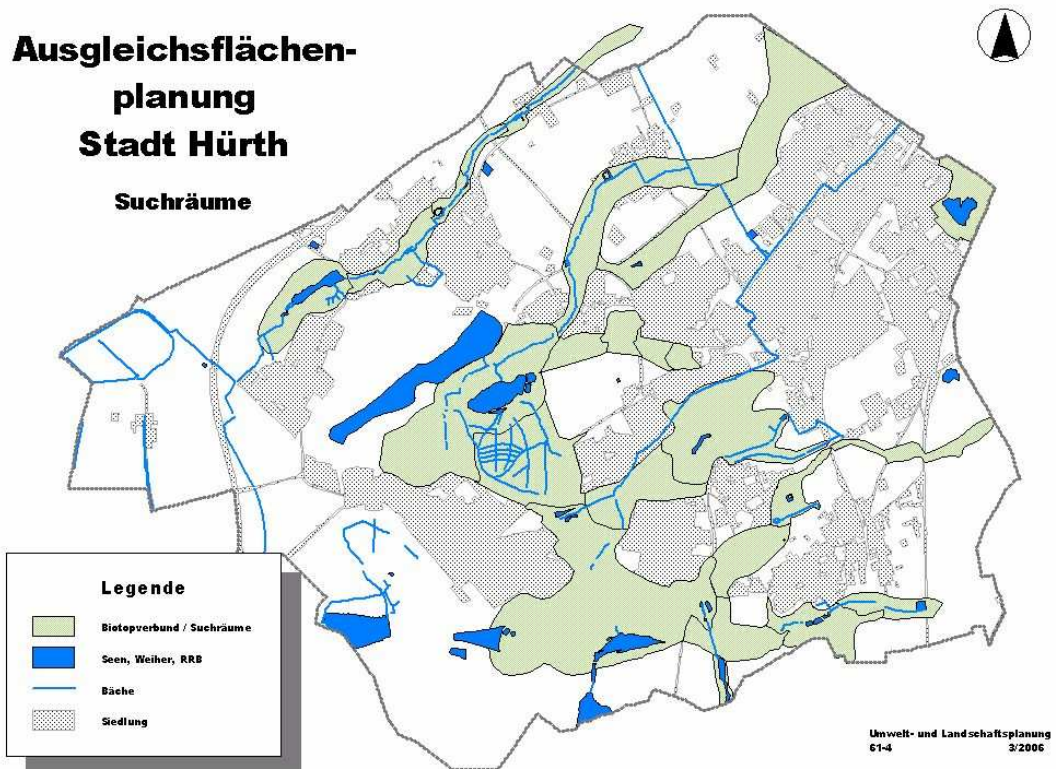 Ausgleichsflächen-
planung
Stadt Hürth
Suchräume
Legende
Biotopverbund / Suchräume
Seen, Weiher, RRB
Bäche
Siedlung
Umwelt- und Landschaftsplanung
61-4 3/2006